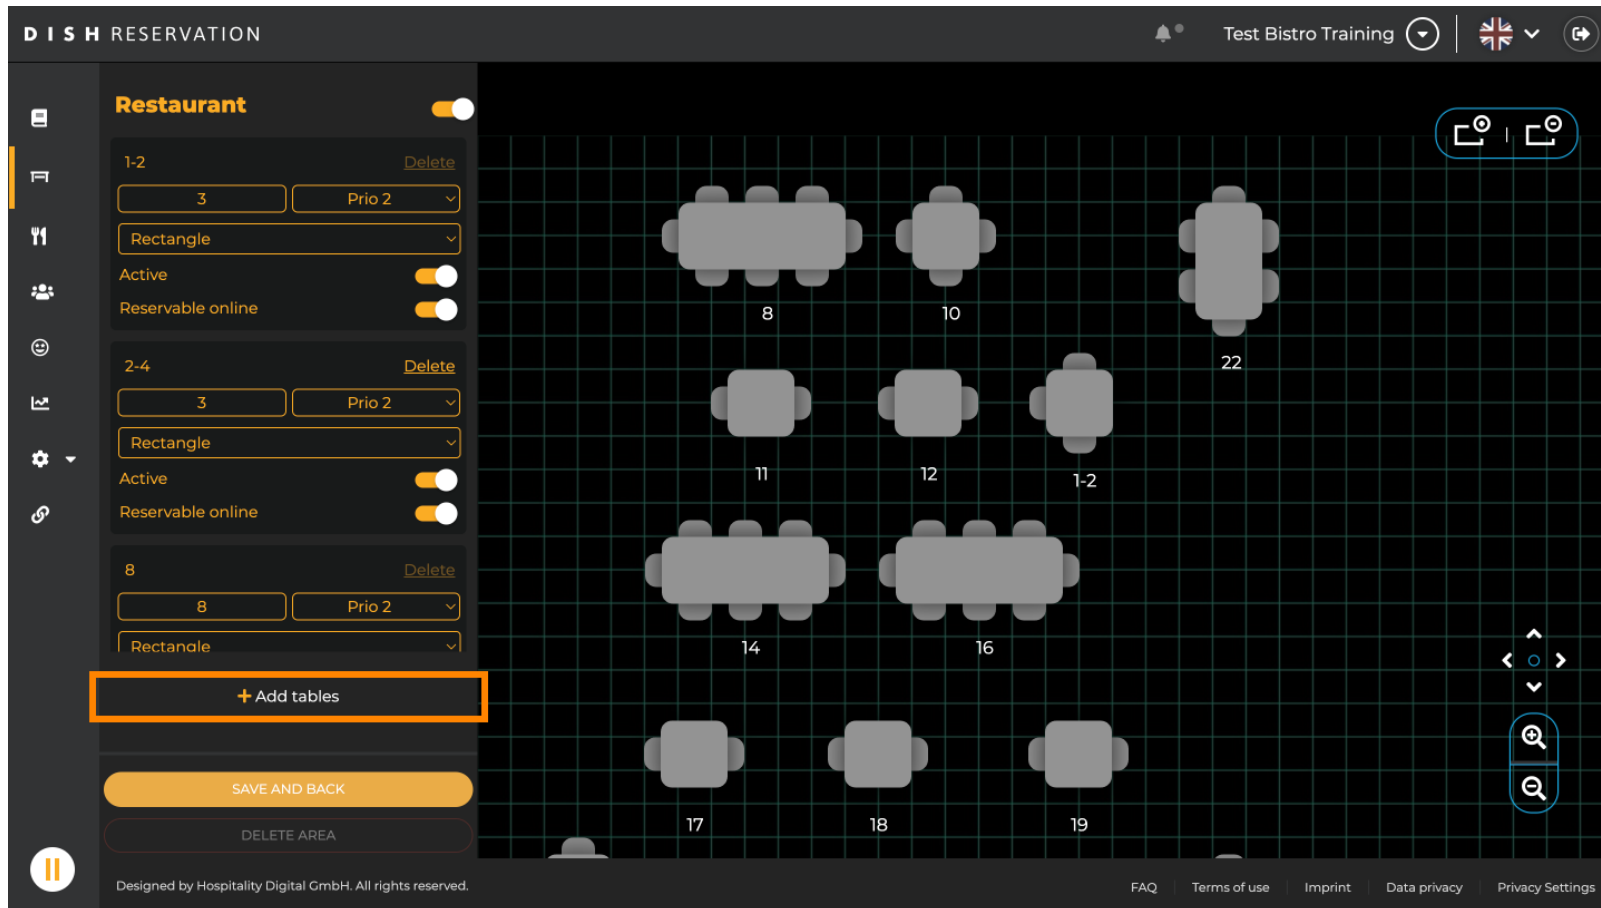 DISH RESERVATION
Test Bistro Training
Restaurant
1-2 Delete
3 Prio 2
Rectangle
Active
Reservable online
2-4 Delete
3 Prio 2
Rectangle
Active
Reservable online
8 Delete
8 Prio 2
Rectangle
+ Add tables
SAVE AND BACK
DELETE AREA
8 10
22
11 12 1-2
14 16
17 18 19
Designed by Hospitality Digital GmbH. All rights reserved.
FAQ | Terms of use | Imprint | Data privacy | Privacy Settings